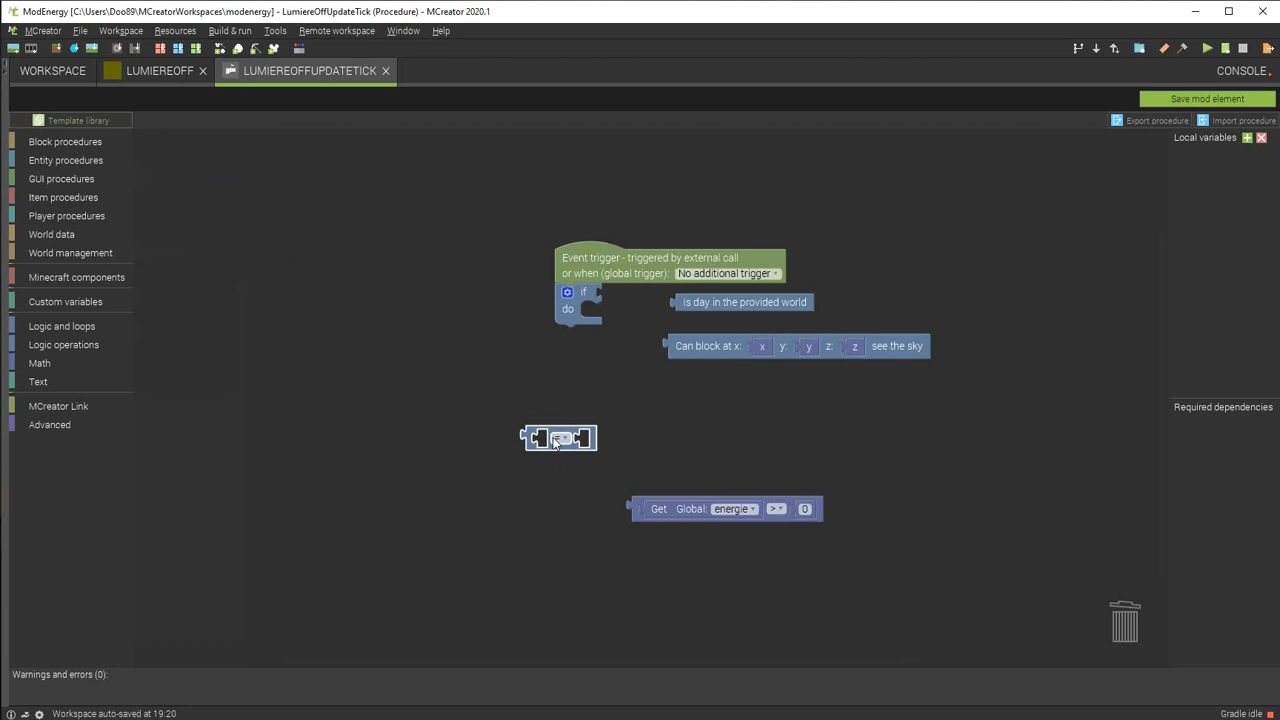 ModEnergy [C:\Users\Doo89\MCreatorWorkspaces\modenergy] - LumiereOffUpdateTick (Procedure) - MCreator 2020.1
MCreator File Workspace Resources Build & run Tools Remote workspace Window Help
WORKSPACE LUMIEREOFF LUMIEREOFFUPDATETICK CONSOLE
Save mod element
Template library Export procedure Import procedure
Block procedures
Local variables
Entity procedures
GUI procedures
Item procedures
Player procedures
World data
World management
Minecraft components
Custom variables
Logic and loops
Logic operations
Math
Text
MCreator Link
Advanced
Event trigger - triggered by external call
or when (global trigger): No additional trigger
if
do
Is day in the provided world
Can block at x: x y: y z: z see the sky
=
Get Global: energie > 0
Required dependencies
Warnings and errors (0):
Workspace auto-saved at 19:20 Gradle idle